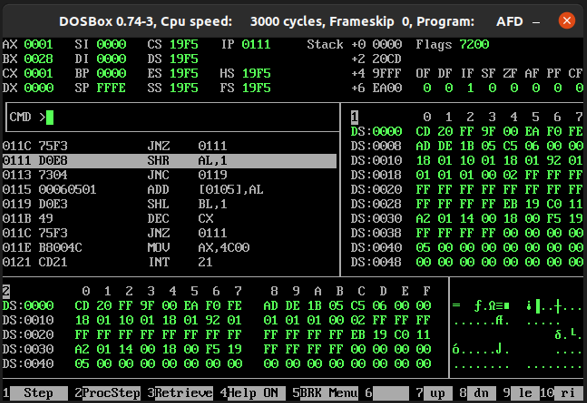 DOSBox 0.74-3, Cpu speed: 3000 cycles, Frameskip 0, Program: AFD
AX 0001 SI 0000 CS 19F5 IP 0111 Stack +0 0000 Flags 7200
BX 0028 DI 0000 DS 19F5 +2 20CD
CX 0001 BP 0000 ES 19F5 HS 19F5 +4 9FFF OF DF IF SF ZF AF PF CF
DX 0000 SP FFFE SS 19F5 FS 19F5 +6 EA00 0 0 1 0 0 0 0 0
CMD >
011C 75F3 JNZ 0111
0111 D0E8 SHR AL,1
0113 7304 JNC 0119
0115 00060501 ADD [0105],AL
0119 D0E3 SHL BL,1
011B 49 DEC CX
011C 75F3 JNZ 0111
011E B8004C MOV AX,4C00
0121 CD21 INT 21
1 0 1 2 3 4 5 6 7
DS:0000 CD 20 FF 9F 00 EA F0 FE
DS:0008 AD DE 1B 05 C5 06 00 00
DS:0010 18 01 10 01 18 01 92 01
DS:0018 01 01 01 00 02 FF FF FF
DS:0020 FF FF FF FF FF FF FF FF
DS:0028 FF FF FF FF EB 19 C0 11
DS:0030 A2 01 14 00 18 00 F5 19
DS:0038 FF FF FF FF 00 00 00 00
DS:0040 05 00 00 00 00 00 00 00
DS:0048 00 00 00 00 00 00 00 00
2 0 1 2 3 4 5 6 7 8 9 A B C D E F
DS:0000 CD 20 FF 9F 00 EA F0 FE AD DE 1B 05 C5 06 00 00
DS:0010 18 01 10 01 18 01 92 01 01 01 01 00 02 FF FF FF
DS:0020 FF FF FF FF FF FF FF FF FF FF FF FF EB 19 C0 11
DS:0030 A2 01 14 00 18 00 F5 19 FF FF FF FF 00 00 00 00
DS:0040 05 00 00 00 00 00 00 00 00 00 00 00 00 00 00 00
1 Step 2 ProcStep 3 Retrieve 4 Help ON 5 BRK Menu 6 7 up 8 dn 9 le 10 ri